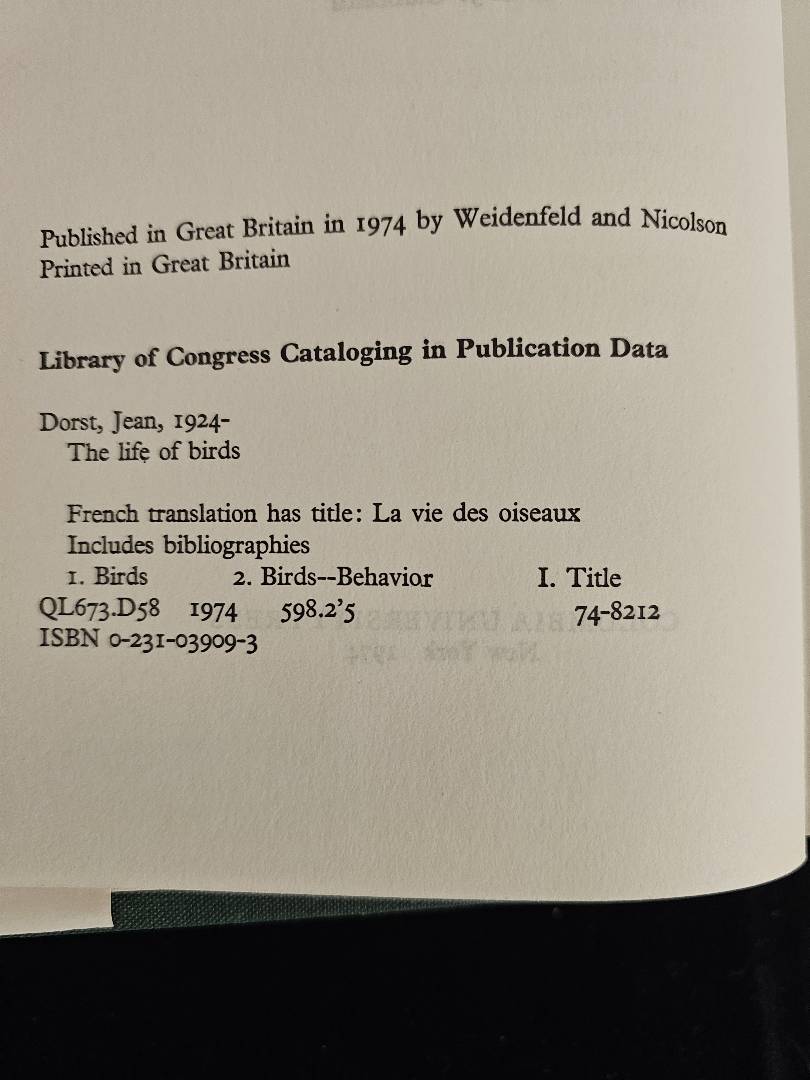 Published in Great Britain in 1974 by Weidenfeld and Nicolson
Printed in Great Britain
Library of Congress Cataloging in Publication Data
Dorst, Jean, 1924-
The life of birds
French translation has title: La vie des oiseaux
Includes bibliographies
1. Birds 2. Birds--Behavior I. Title
QL673.D58 1974 598.2'5 74-8212
ISBN 0-231-03909-3